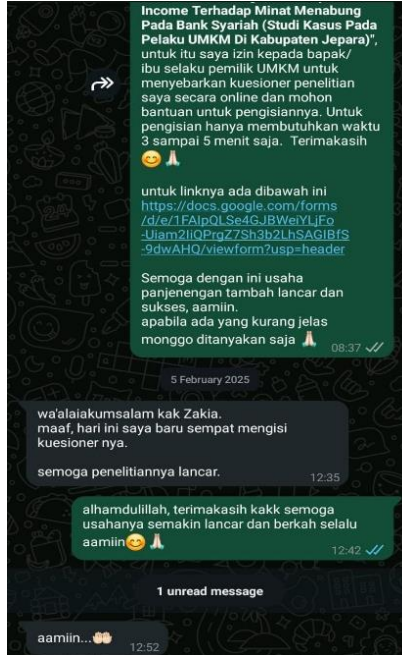 Income Terhadap Minat Menabung
Pada Bank Syariah (Studi Kasus Pada
Pelaku UMKM Di Kabupaten Jepara)",
untuk itu saya izin kepada bapak/
ibu selaku pemilik UMKM untuk
menyebarkan kuesioner penelitian
saya secara online dan mohon
bantuan untuk pengisiannya. Untuk
pengisian hanya membutuhkan waktu
3 sampai 5 menit saja. Terimakasih
😊🙏🏻
untuk linknya ada dibawah ini
https://docs.google.com/forms
/d/e/1FAIpQLSe4GJBWeiYLjFo
-Uiam2IiQPrgZ7Sh3b2LhSAGIBfS
-9dwAHQ/viewform?usp=header
Semoga dengan ini usaha
panjenengan tambah lancar dan
sukses, aamiin.
apabila ada yang kurang jelas
monggo ditanyakan saja 🙏🏻
08:37
5 February 2025
wa'alaiakumsalam kak Zakia.
maaf, hari ini saya baru sempat mengisi
kuesioner nya.
semoga penelitiannya lancar.
12:35
alhamdulillah, terimakasih kakk semoga
usahanya semakin lancar dan berkah selalu
aamiin😊🙏🏻
12:42
1 unread message
aamiin...🤲🏻
12:52